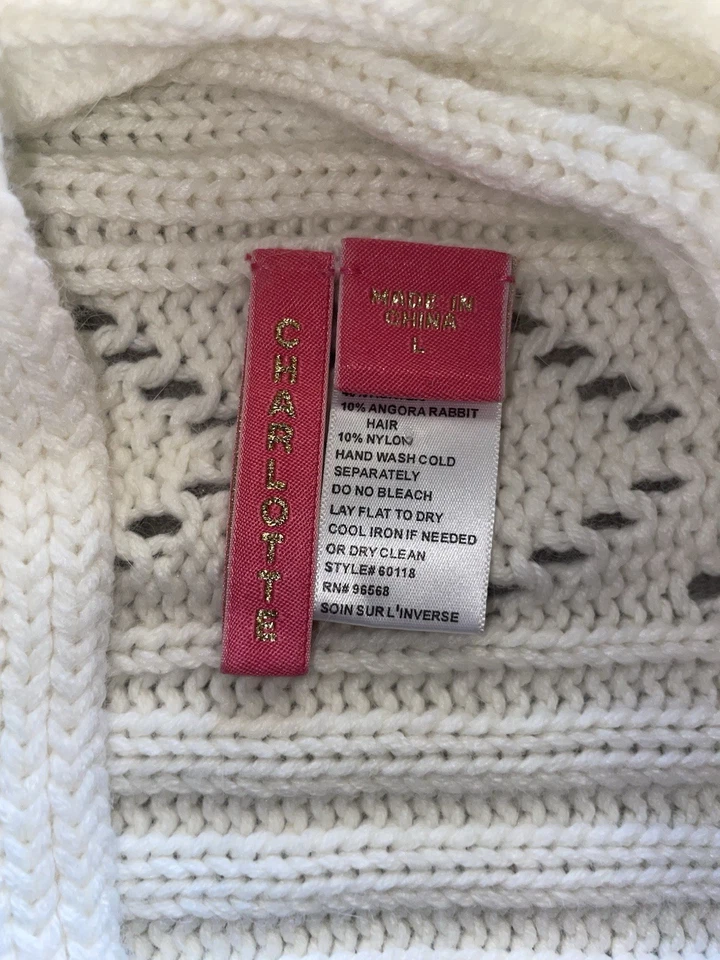 CHARLOTTE
MADE IN
CHINA
L
10% ANGORA RABBIT
HAIR
10% NYLON
HAND WASH COLD
SEPARATELY
DO NO BLEACH
LAY FLAT TO DRY
COOL IRON IF NEEDED
OR DRY CLEAN
STYLE# 60118
RN# 96568
SOIN SUR L'INVERSE